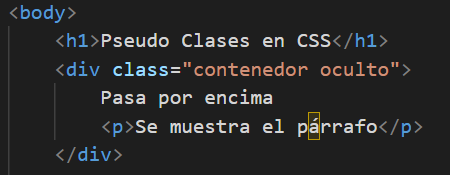 <body>
<h1>Pseudo Clases en CSS</h1>
<div class="contenedor oculto">
Pasa por encima
<p>Se muestra el párrafo</p>
</div>